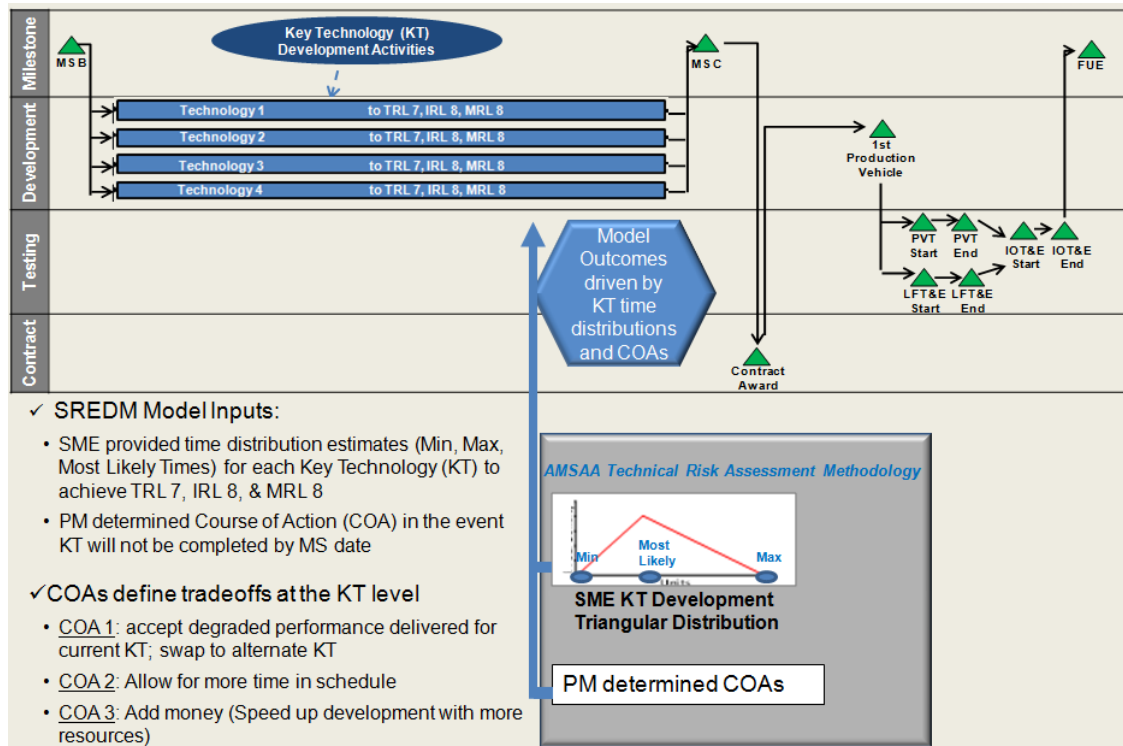 Milestone
Key Technology (KT)
Development Activities
MSB
MSC
FUE
Development
Technology 1 to TRL 7, IRL 8, MRL 8
Technology 2 to TRL 7, IRL 8, MRL 8
Technology 3 to TRL 7, IRL 8, MRL 8
Technology 4 to TRL 7, IRL 8, MRL 8
1st
Production
Vehicle
Testing
Model
Outcomes
driven by
KT time
distributions
and COAs
PVT
Start
PVT
End
IOT&E
Start
IOT&E
End
LFT&E
Start
LFT&E
End
Contract
Contract
Award
✓ SREDM Model Inputs:
• SME provided time distribution estimates (Min, Max,
Most Likely Times) for each Key Technology (KT) to
achieve TRL 7, IRL 8, & MRL 8
• PM determined Course of Action (COA) in the event
KT will not be completed by MS date
✓COAs define tradeoffs at the KT level
• COA 1: accept degraded performance delivered for
current KT; swap to alternate KT
• COA 2: Allow for more time in schedule
• COA 3: Add money (Speed up development with more
resources)
AMSAA Technical Risk Assessment Methodology
Min
Most
Likely
Max
Units
SME KT Development
Triangular Distribution
PM determined COAs